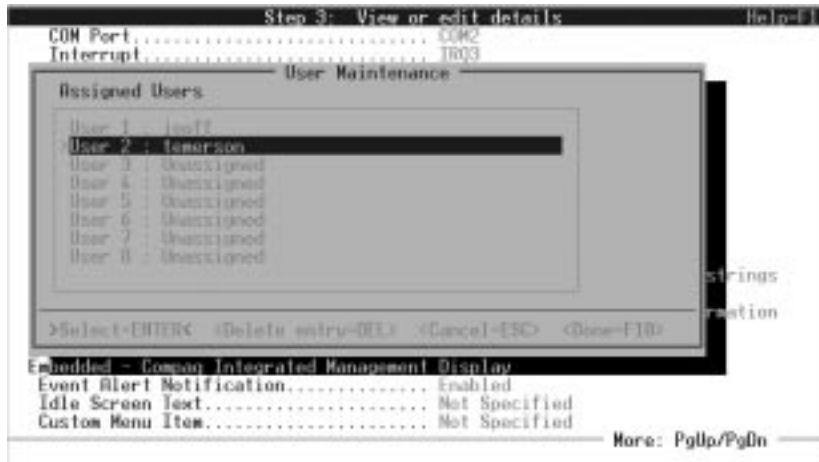 Step 3: View or edit details Help=F1
COM Port............................ COM2
Interrupt........................... IRQ3
User Maintenance
Assigned Users
User 1 : jeoff
>User 2 : temerson
User 3 : Unassigned
User 4 : Unassigned
User 5 : Unassigned
User 6 : Unassigned
User 7 : Unassigned
User 8 : Unassigned
strings
rmation
>Select=ENTER< <Delete entry=DEL> <Cancel=ESC> <Done=F10>
Embedded - Compaq Integrated Management Display
Event Alert Notification............... Enabled
Idle Screen Text........................ Not Specified
Custom Menu Item........................ Not Specified
More: PgUp/PgDn